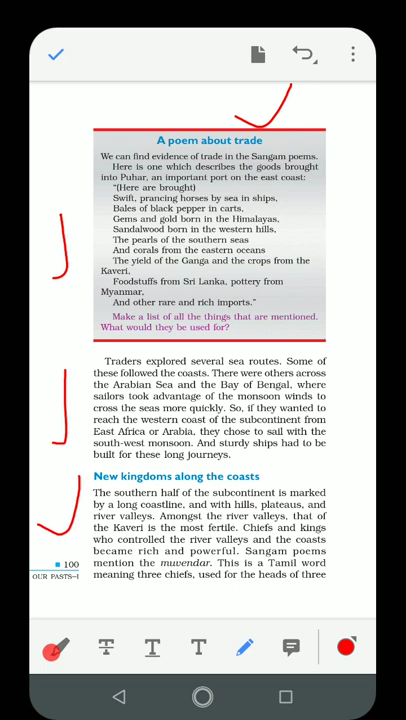 A poem about trade
We can find evidence of trade in the Sangam poems.
Here is one which describes the goods brought
into Puhar, an important port on the east coast:
"(Here are brought)
Swift, prancing horses by sea in ships,
Bales of black pepper in carts,
Gems and gold born in the Himalayas,
Sandalwood born in the western hills,
The pearls of the southern seas
And corals from the eastern oceans
The yield of the Ganga and the crops from the
Kaveri,
Foodstuffs from Sri Lanka, pottery from
Myanmar,
And other rare and rich imports."
Make a list of all the things that are mentioned.
What would they be used for?
Traders explored several sea routes. Some of
these followed the coasts. There were others across
the Arabian Sea and the Bay of Bengal, where
sailors took advantage of the monsoon winds to
cross the seas more quickly. So, if they wanted to
reach the western coast of the subcontinent from
East Africa or Arabia, they chose to sail with the
south-west monsoon. And sturdy ships had to be
built for these long journeys.
New kingdoms along the coasts
The southern half of the subcontinent is marked
by a long coastline, and with hills, plateaus, and
river valleys. Amongst the river valleys, that of
the Kaveri is the most fertile. Chiefs and kings
who controlled the river valleys and the coasts
became rich and powerful. Sangam poems
mention the muvendar. This is a Tamil word
meaning three chiefs, used for the heads of three
100
OUR PASTS–I
T
T
T